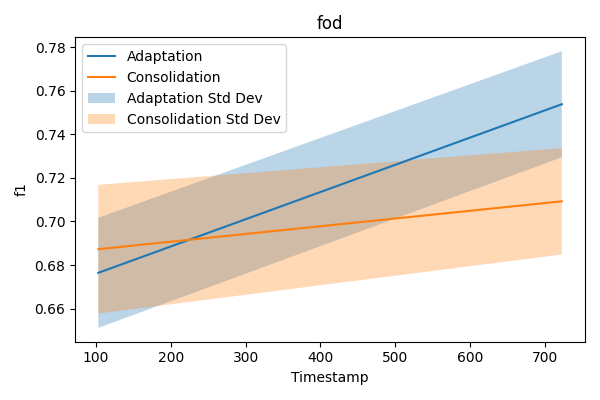 fod
Adaptation
Consolidation
Adaptation Std Dev
Consolidation Std Dev
f1
0.78
0.76
0.74
0.72
0.70
0.68
0.66
100
200
300
400
500
600
700
Timestamp